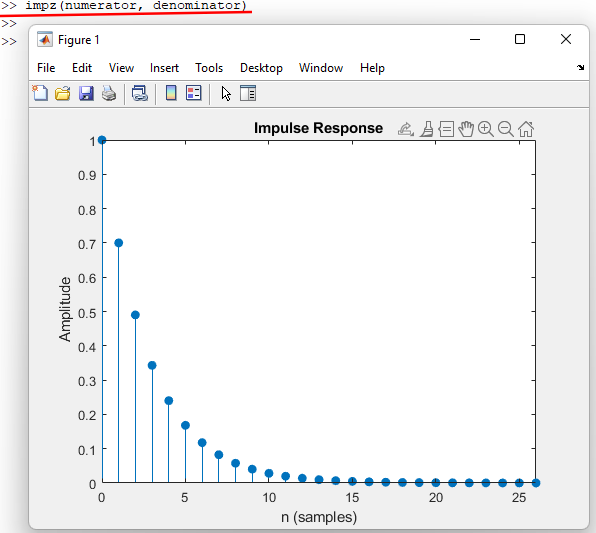 >> impz(numerator, denominator)
>>
>>
Figure 1
File Edit View Insert Tools Desktop Window Help
Impulse Response
1
0.9
0.8
0.7
0.6
0.5
0.4
0.3
0.2
0.1
0
Amplitude
0 5 10 15 20 25
n (samples)